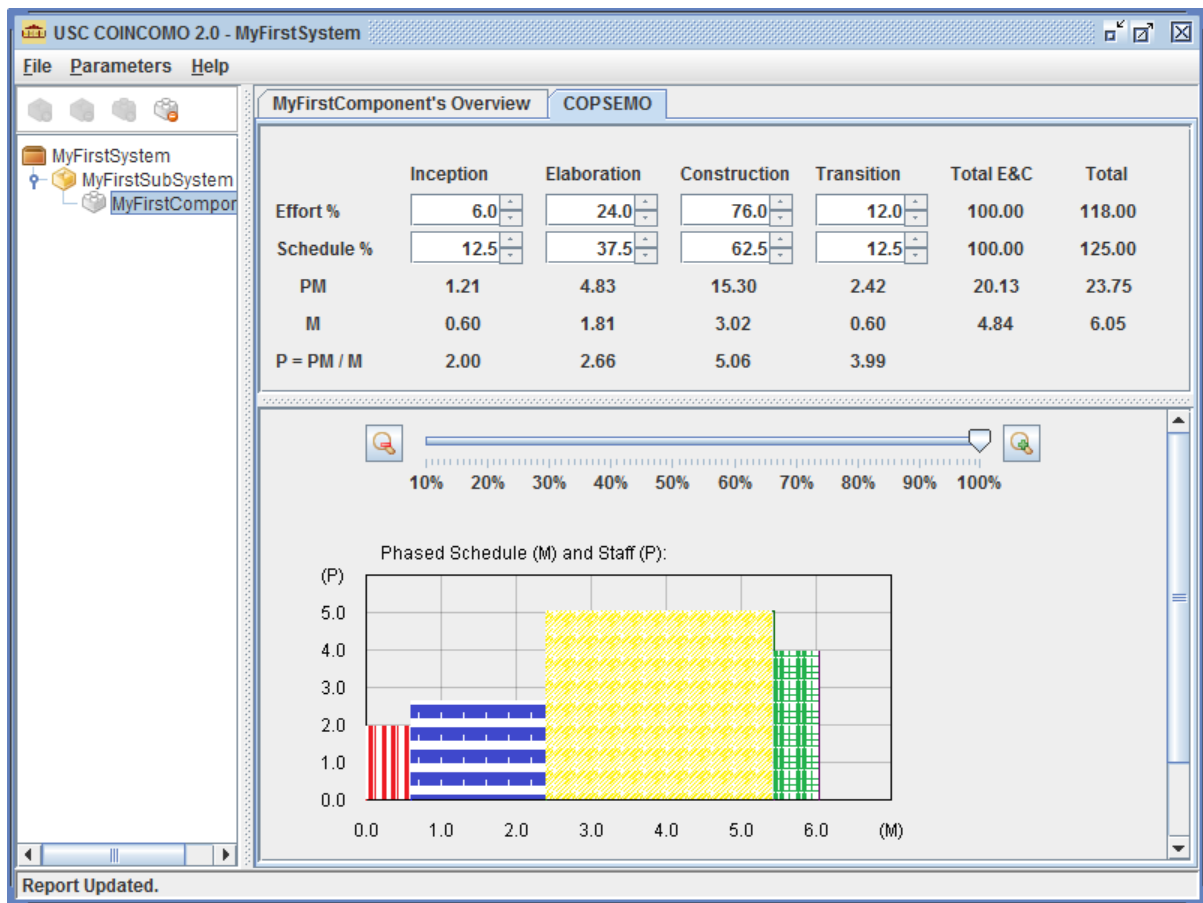 USC COINCOMO 2.0 - MyFirstSystem
File Parameters Help
MyFirstSystem
MyFirstSubSystem
MyFirstCompor
MyFirstComponent's Overview COPSEMO
Inception Elaboration Construction Transition Total E&C Total
Effort % 6.0 24.0 76.0 12.0 100.00 118.00
Schedule % 12.5 37.5 62.5 12.5 100.00 125.00
PM 1.21 4.83 15.30 2.42 20.13 23.75
M 0.60 1.81 3.02 0.60 4.84 6.05
P = PM / M 2.00 2.66 5.06 3.99
10% 20% 30% 40% 50% 60% 70% 80% 90% 100%
Phased Schedule (M) and Staff (P):
(P)
5.0
4.0
3.0
2.0
1.0
0.0
0.0 1.0 2.0 3.0 4.0 5.0 6.0 (M)
Report Updated.